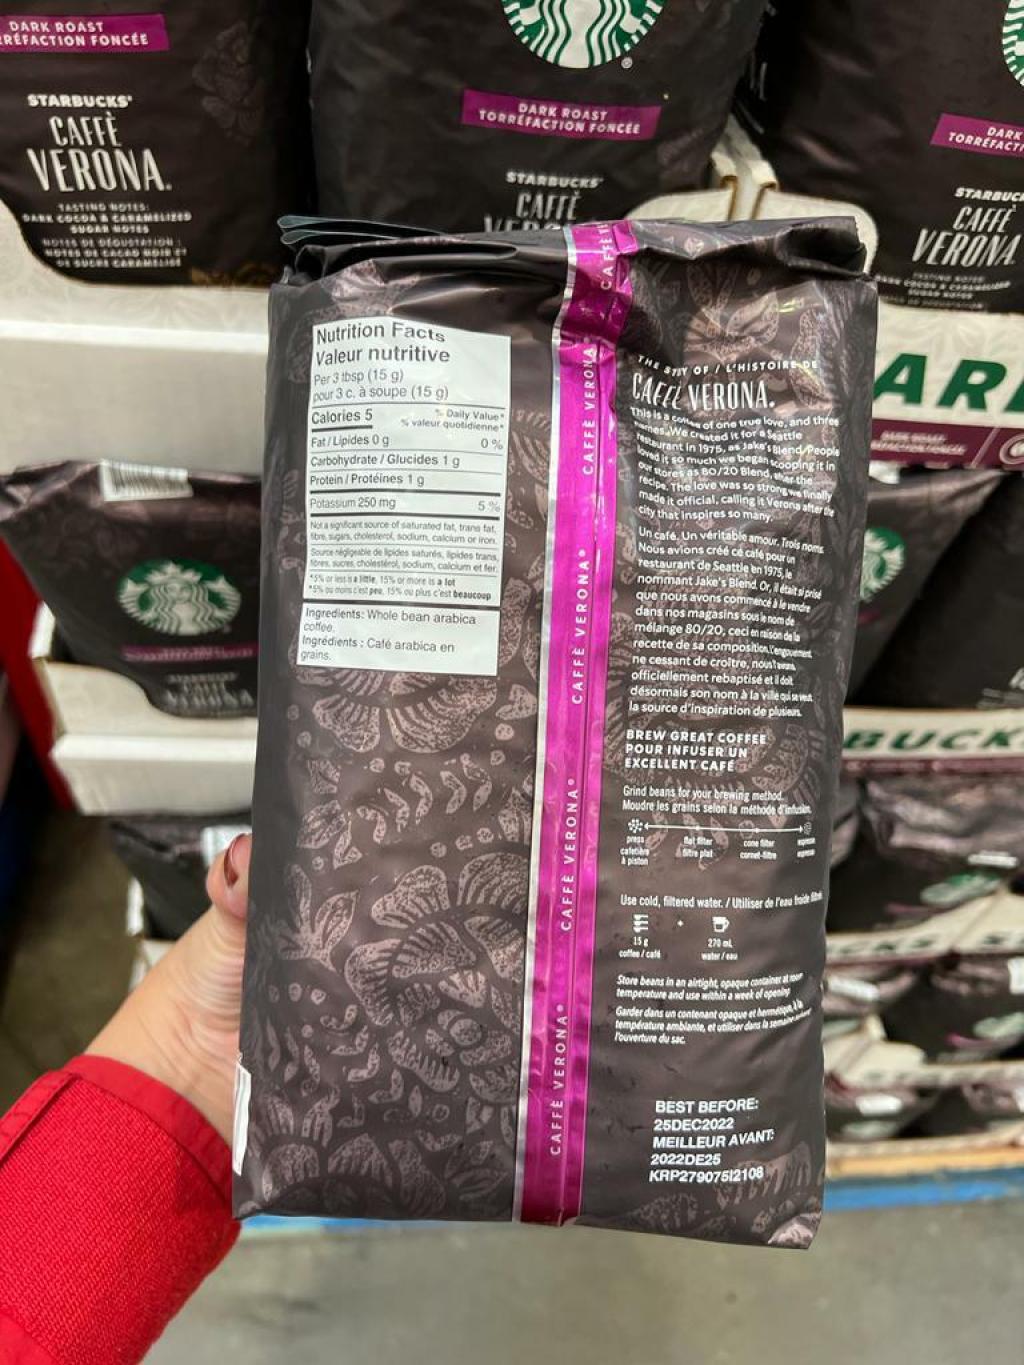 DARK ROAST
TORRÉFACTION FONCÉE
STARBUCKS®
CAFFÈ
VERONA.
TASTING NOTES:
DARK COCOA & CARAMELIZED
SUGAR NOTES
NOTES DE DÉGUSTATION :
NOTES DE CACAO NOIR ET
DE SUCRE CARAMÉLISÉ
DARK ROAST
TORRÉFACTION FONCÉE
STARBUCKS®
CAFFÈ
DARK
STARBUCK
CAFFÈ
VERONA
Nutrition Facts
Valeur nutritive
Per 3 tbsp (15 g)
pour 3 c. à soupe (15 g)
Calories 5
% Daily Value*
% valeur quotidienne*
Fat / Lipides 0 g 0 %
Carbohydrate / Glucides 1 g
Protein / Protéines 1 g
Potassium 250 mg 5 %
Not a significant source of saturated fat, trans fat,
fibre, sugars, cholesterol, sodium, calcium or iron.
Source négligeable de lipides saturés, lipides trans,
fibres, sucres, cholestérol, sodium, calcium et fer.
*5% or less is a little, 15% or more is a lot
*5% ou moins c'est peu, 15% ou plus c'est beaucoup
Ingredients: Whole bean arabica
coffee.
Ingrédients : Café arabica en
grains.
CAFFÈ VERONA®
CAFFÈ VERONA®
CAFFÈ VERONA®
CAFFÈ VERONA®
THE OF / L'HISTOIRE DE
CAFFÈ VERONA.
This is a coffee of one true love, and three
names. We created it for a Seattle
restaurant in 1975, as Jake's Blend. People
loved it so much we began scooping it in
our stores as 80/20 Blend, after the
recipe. The love was so strong we finally
made it official, calling it Verona after the
city that inspires so many.
Un café. Un véritable amour. Trois noms.
Nous avions créé ce café pour un
restaurant de Seattle en 1975, le
nommant Jake's Blend. Or, il était si prisé
que nous avons commencé à le vendre
dans nos magasins sous le nom de
mélange 80/20, ceci en raison de la
recette de sa composition. L'engouement
ne cessant de croître, nous l'avons
officiellement rebaptisé et il doit
désormais son nom à la ville qui se veut
la source d'inspiration de plusieurs.
BREW GREAT COFFEE
POUR INFUSER UN
EXCELLENT CAFÉ
Grind beans for your brewing method.
Moudre les grains selon la méthode d'infusion.
press flat filter cone filter espresso
cafetière à piston filtre plat cornet-filtre espresso
Use cold, filtered water. / Utiliser de l'eau froide filtrée
15 g + 270 mL
coffee / café water / eau
Store beans in an airtight, opaque container at room
temperature and use within a week of opening
Garder dans un contenant opaque et hermétique, à la
température ambiante, et utiliser dans la semaine
l'ouverture du sac.
BEST BEFORE:
25DEC2022
MEILLEUR AVANT:
2022DE25
KRP27907512108